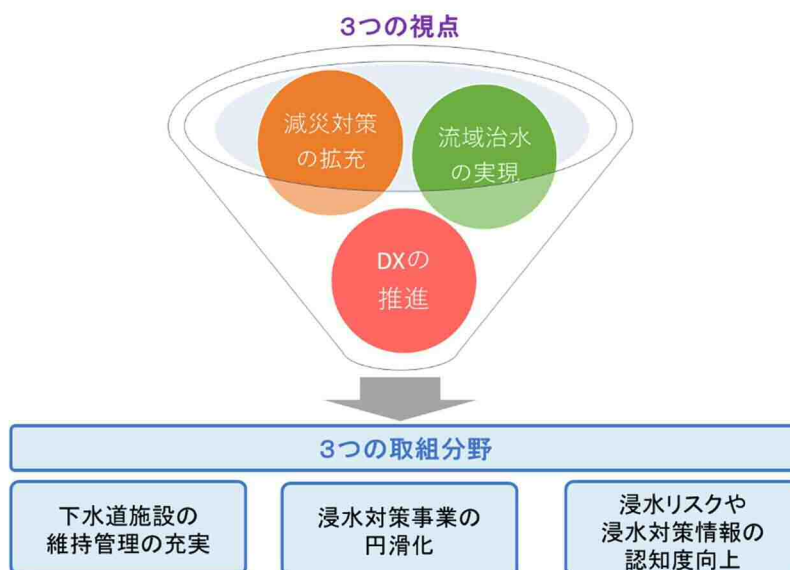 3つの視点
減災対策
の拡充
流域治水
の実現
DXの
推進
3つの取組分野
下水道施設の
維持管理の充実
浸水対策事業の
円滑化
浸水リスクや
浸水対策情報の
認知度向上